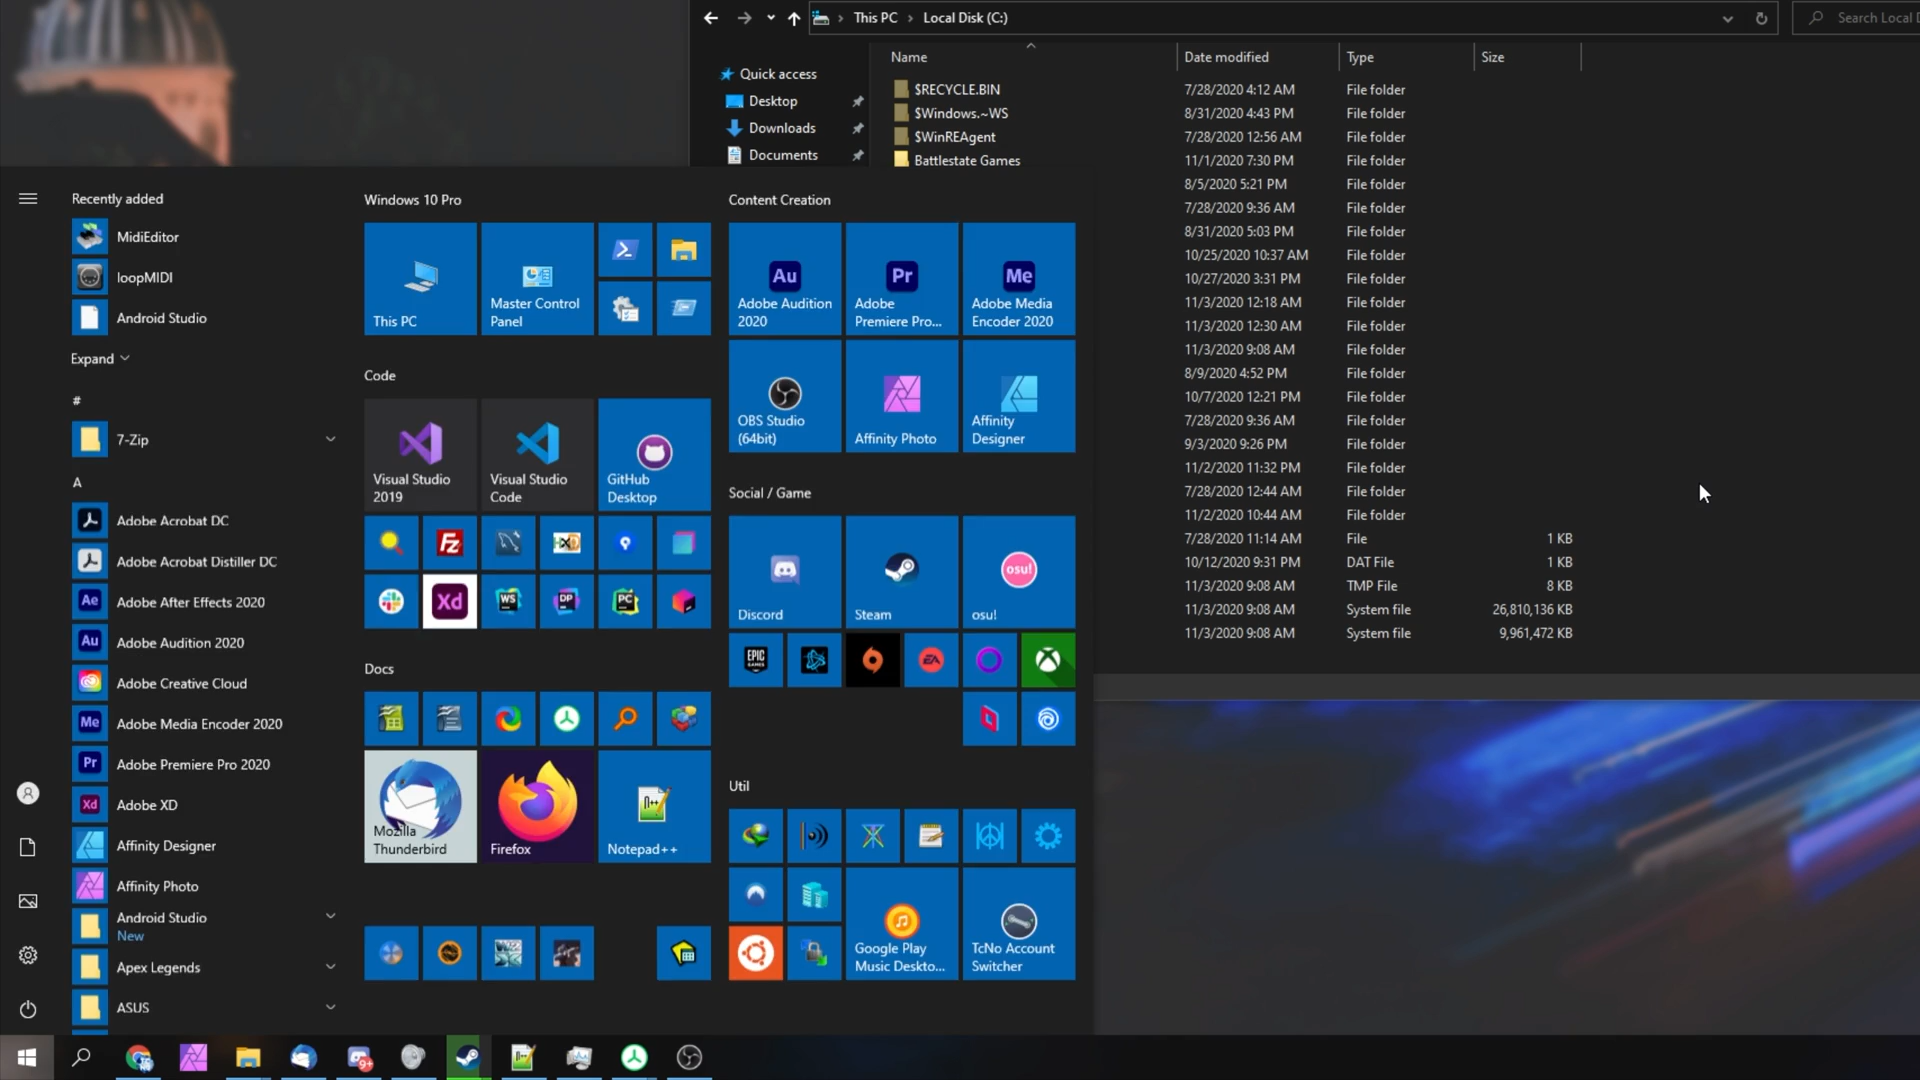 This PC › Local Disk (C:)
Search Local
Name
Date modified
Type
Size
Quick access
Desktop
Downloads
Documents
$RECYCLE.BIN 7/28/2020 4:12 AM File folder
$Windows.~WS 8/31/2020 4:43 PM File folder
$WinREAgent 7/28/2020 12:56 AM File folder
Battlestate Games 11/1/2020 7:30 PM File folder
8/5/2020 5:21 PM File folder
7/28/2020 9:36 AM File folder
8/31/2020 5:03 PM File folder
10/25/2020 10:37 AM File folder
10/27/2020 3:31 PM File folder
11/3/2020 12:18 AM File folder
11/3/2020 12:30 AM File folder
11/3/2020 9:08 AM File folder
8/9/2020 4:52 PM File folder
10/7/2020 12:21 PM File folder
7/28/2020 9:36 AM File folder
9/3/2020 9:26 PM File folder
11/2/2020 11:32 PM File folder
7/28/2020 12:44 AM File folder
11/2/2020 10:44 AM File folder
7/28/2020 11:14 AM File 1 KB
10/12/2020 9:31 PM DAT File 1 KB
11/3/2020 9:08 AM TMP File 8 KB
11/3/2020 9:08 AM System file 26,810,136 KB
11/3/2020 9:08 AM System file 9,961,472 KB
Recently added
MidiEditor
loopMIDI
Android Studio
Expand
#
7-Zip
A
Adobe Acrobat DC
Adobe Acrobat Distiller DC
Ae Adobe After Effects 2020
Au Adobe Audition 2020
Adobe Creative Cloud
Me Adobe Media Encoder 2020
Pr Adobe Premiere Pro 2020
Xd Adobe XD
Affinity Designer
Affinity Photo
Android Studio
New
Apex Legends
ASUS
Windows 10 Pro
This PC
Master Control
Panel
Code
Visual Studio
2019
Visual Studio
Code
GitHub
Desktop
Fz
HXD
Xd
WS
DP
PC
Docs
Mozilla
Thunderbird
Firefox
Notepad++
Content Creation
Au
Adobe Audition
2020
Pr
Adobe
Premiere Pro...
Me
Adobe Media
Encoder 2020
OBS Studio
(64bit)
Affinity Photo
Affinity
Designer
Social / Game
Discord
Steam
osu!
osu!
EPIC
GAMES
EA
Util
Google Play
Music Deskto...
TcNo Account
Switcher
9+